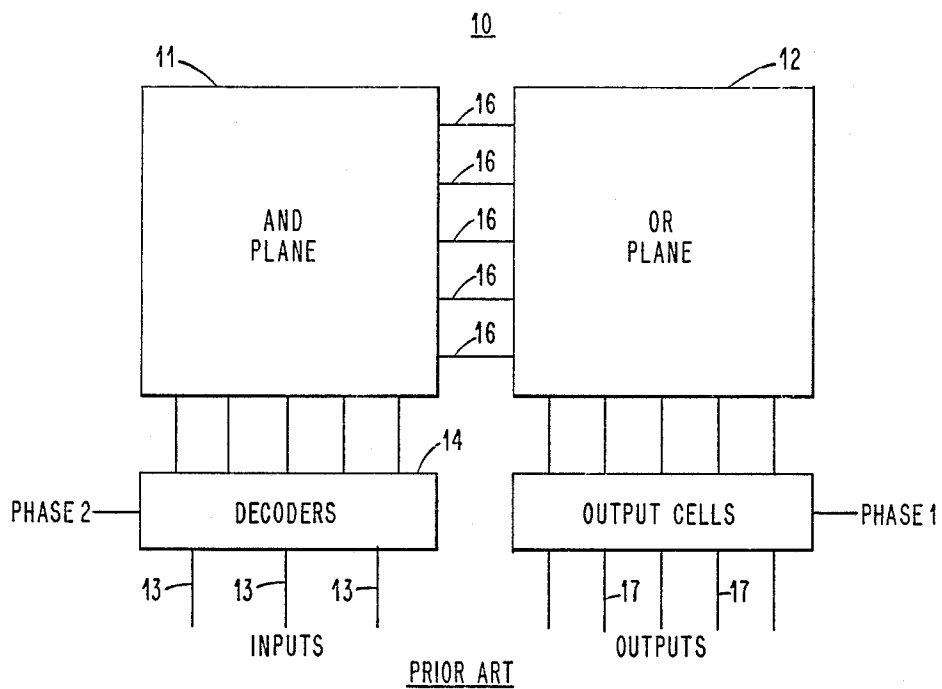 10
11
12
16
16
16
16
16
AND
PLANE
OR
PLANE
14
PHASE 2
DECODERS
OUTPUT CELLS
PHASE 1
13
13
13
17
17
INPUTS
OUTPUTS
PRIOR ART